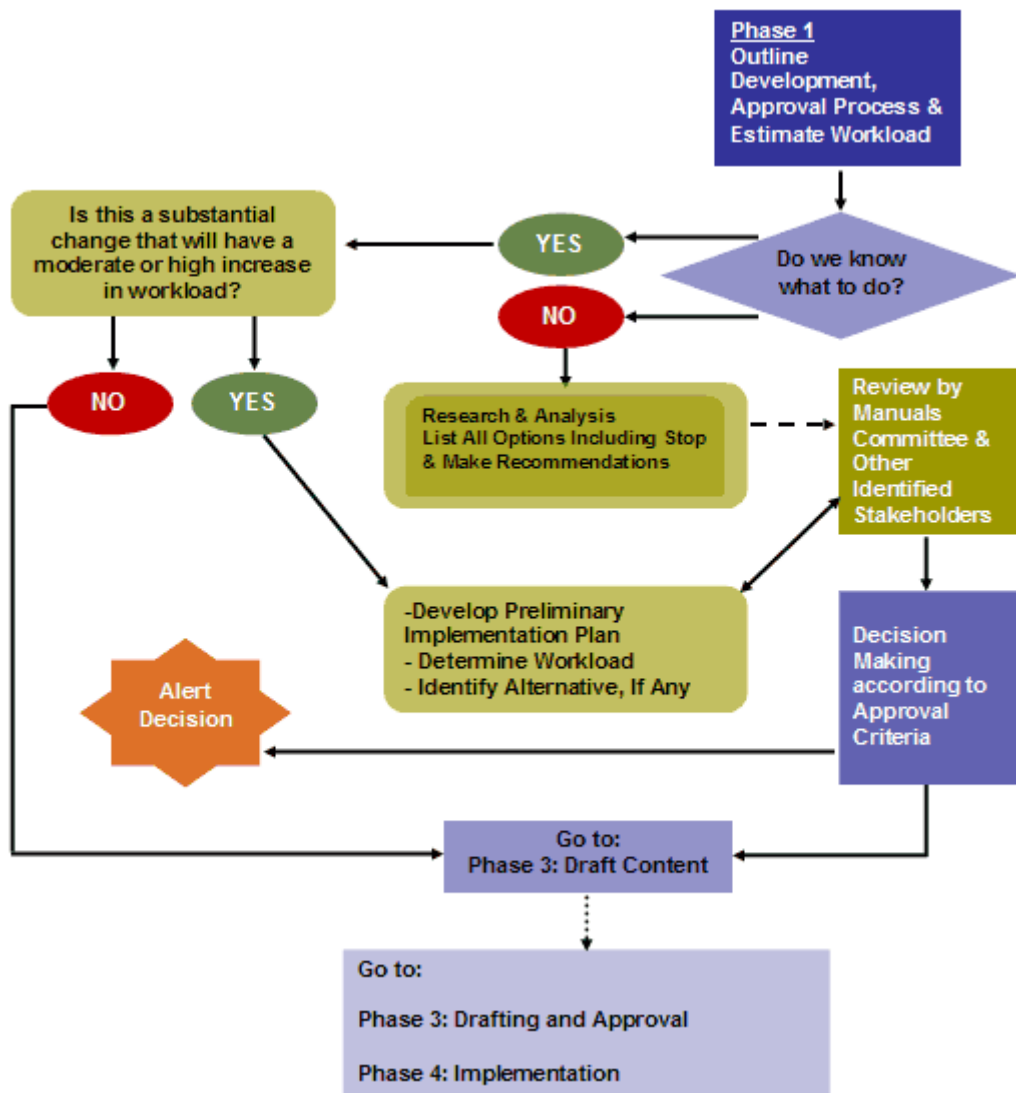 Phase 1
Outline
Development,
Approval Process &
Estimate Workload
Do we know
what to do?
YES
NO
Is this a substantial
change that will have a
moderate or high increase
in workload?
NO
YES
Research & Analysis
List All Options Including Stop
& Make Recommendations
Review by
Manuals
Committee &
Other
Identified
Stakeholders
-Develop Preliminary
Implementation Plan
- Determine Workload
- Identify Alternative, If Any
Decision
Making
according to
Approval
Criteria
Alert
Decision
Go to:
Phase 3: Draft Content
Go to:
Phase 3: Drafting and Approval
Phase 4: Implementation